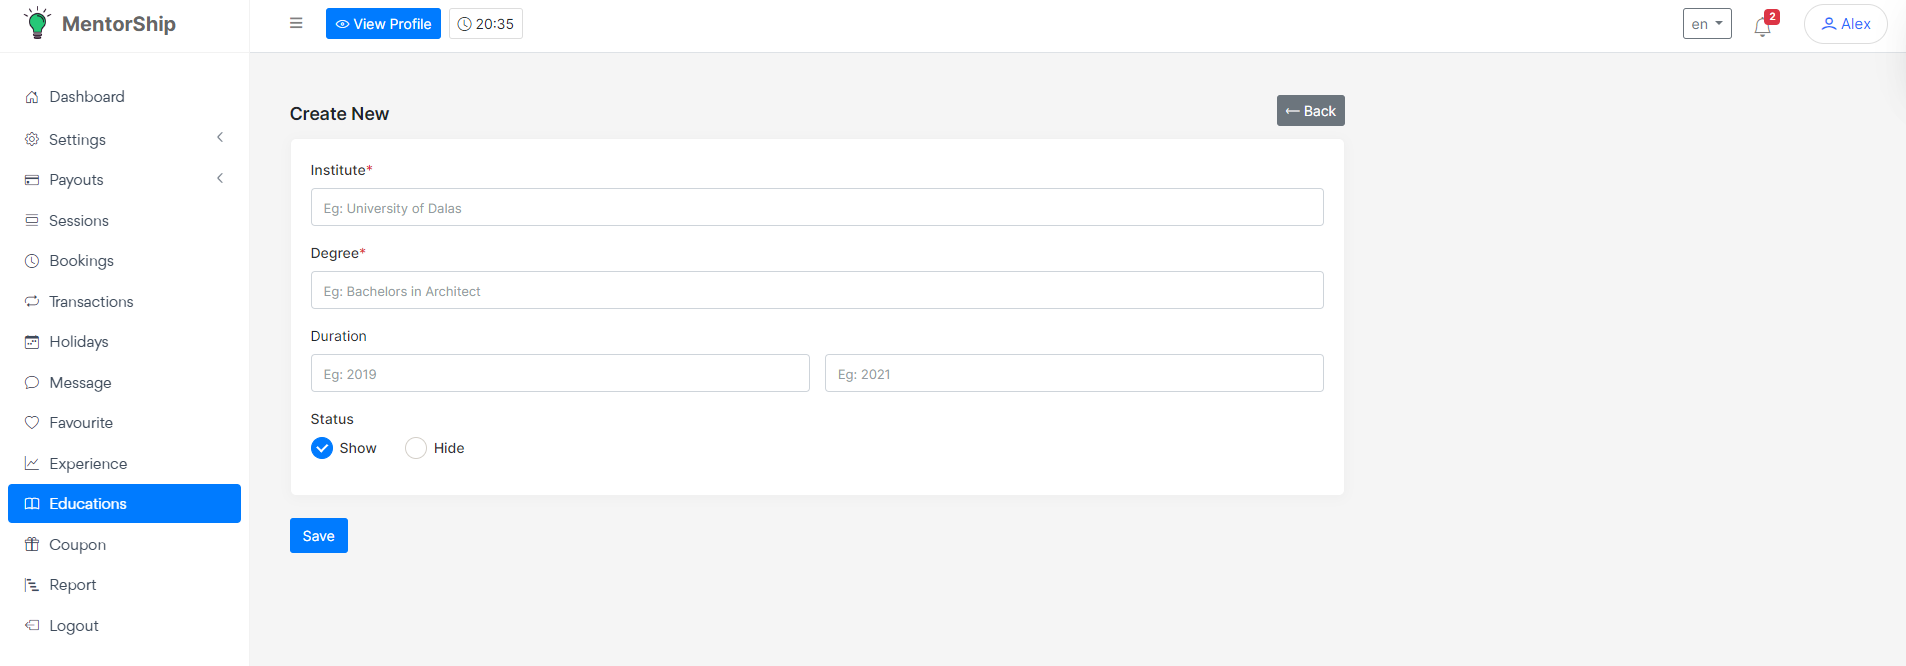 MentorShip
View Profile
20:35
en
2
Alex
Dashboard
Settings
Payouts
Sessions
Bookings
Transactions
Holidays
Message
Favourite
Experience
Educations
Coupon
Report
Logout
Create New
← Back
Institute*
Eg: University of Dalas
Degree*
Eg: Bachelors in Architect
Duration
Eg: 2019 Eg: 2021
Status
Show Hide
Save